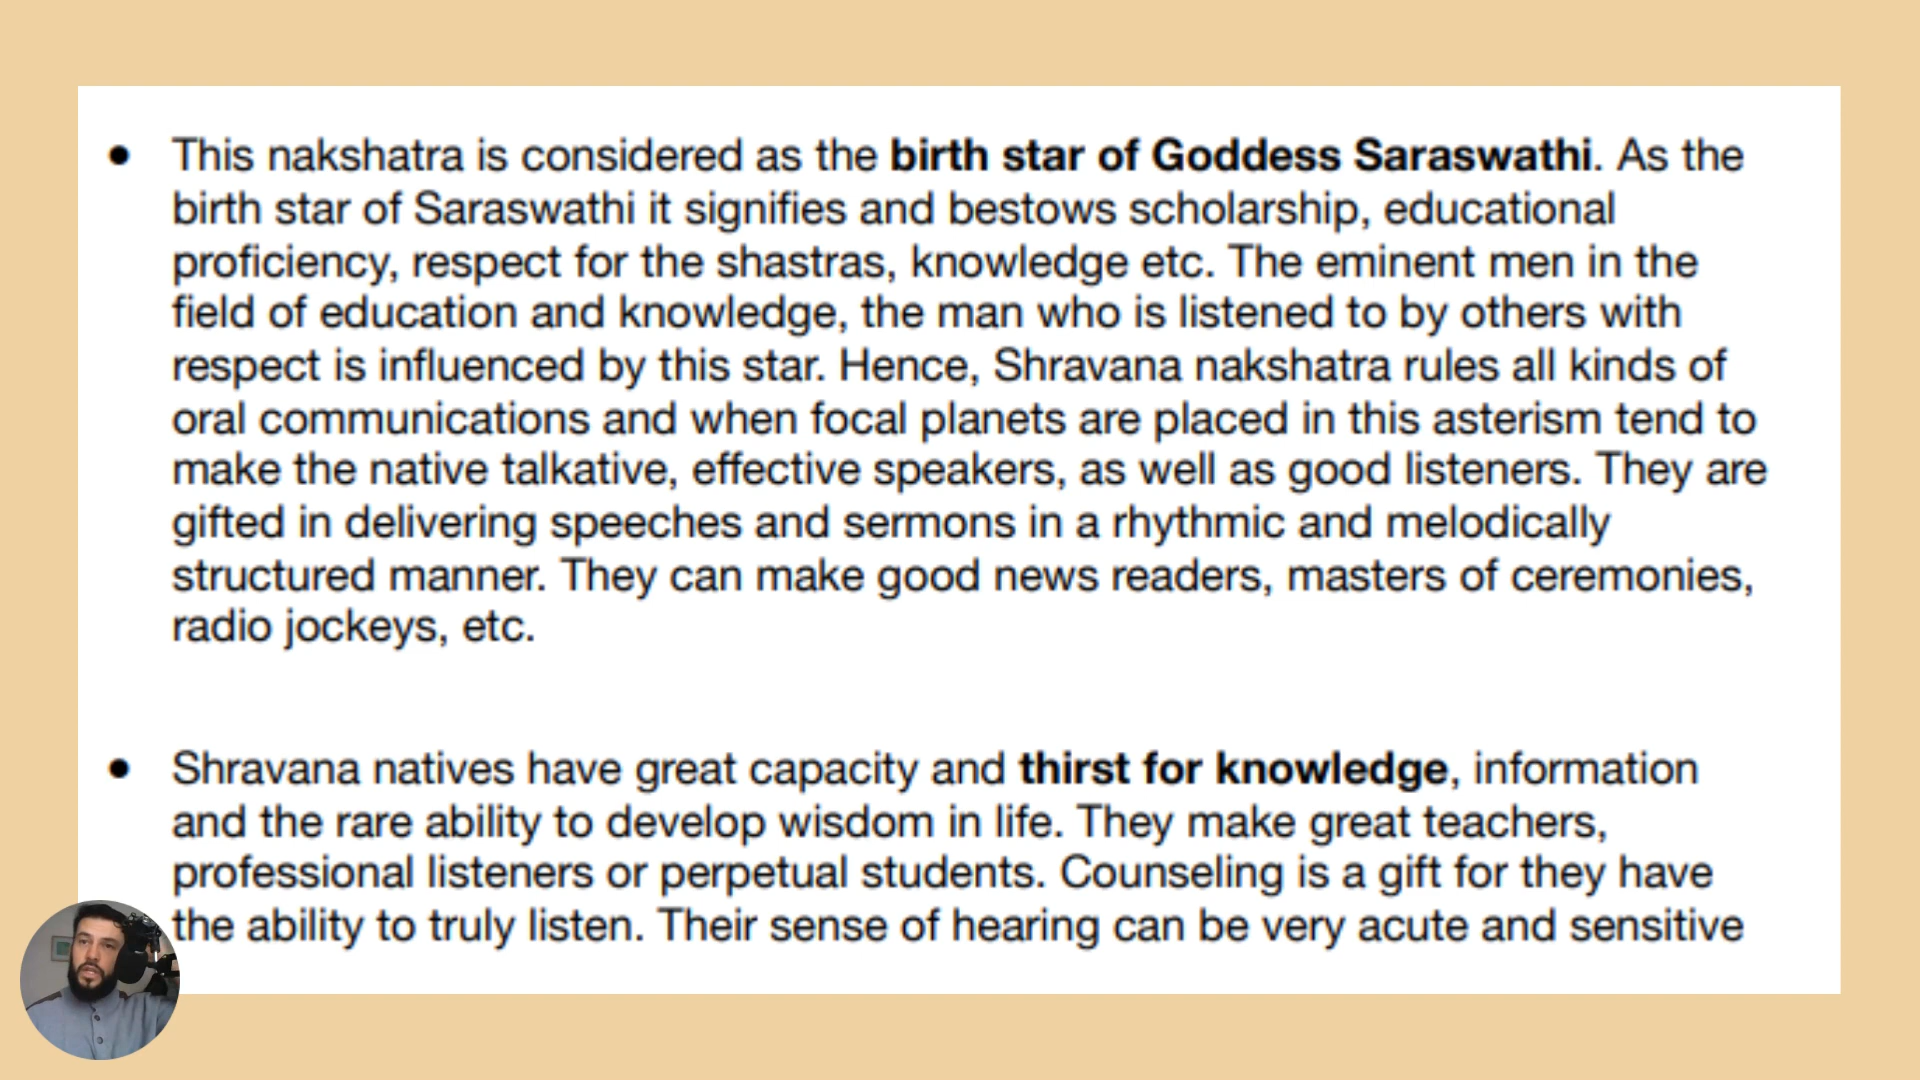 • This nakshatra is considered as the birth star of Goddess Saraswathi. As the
birth star of Saraswathi it signifies and bestows scholarship, educational
proficiency, respect for the shastras, knowledge etc. The eminent men in the
field of education and knowledge, the man who is listened to by others with
respect is influenced by this star. Hence, Shravana nakshatra rules all kinds of
oral communications and when focal planets are placed in this asterism tend to
make the native talkative, effective speakers, as well as good listeners. They are
gifted in delivering speeches and sermons in a rhythmic and melodically
structured manner. They can make good news readers, masters of ceremonies,
radio jockeys, etc.
• Shravana natives have great capacity and thirst for knowledge, information
and the rare ability to develop wisdom in life. They make great teachers,
professional listeners or perpetual students. Counseling is a gift for they have
the ability to truly listen. Their sense of hearing can be very acute and sensitive